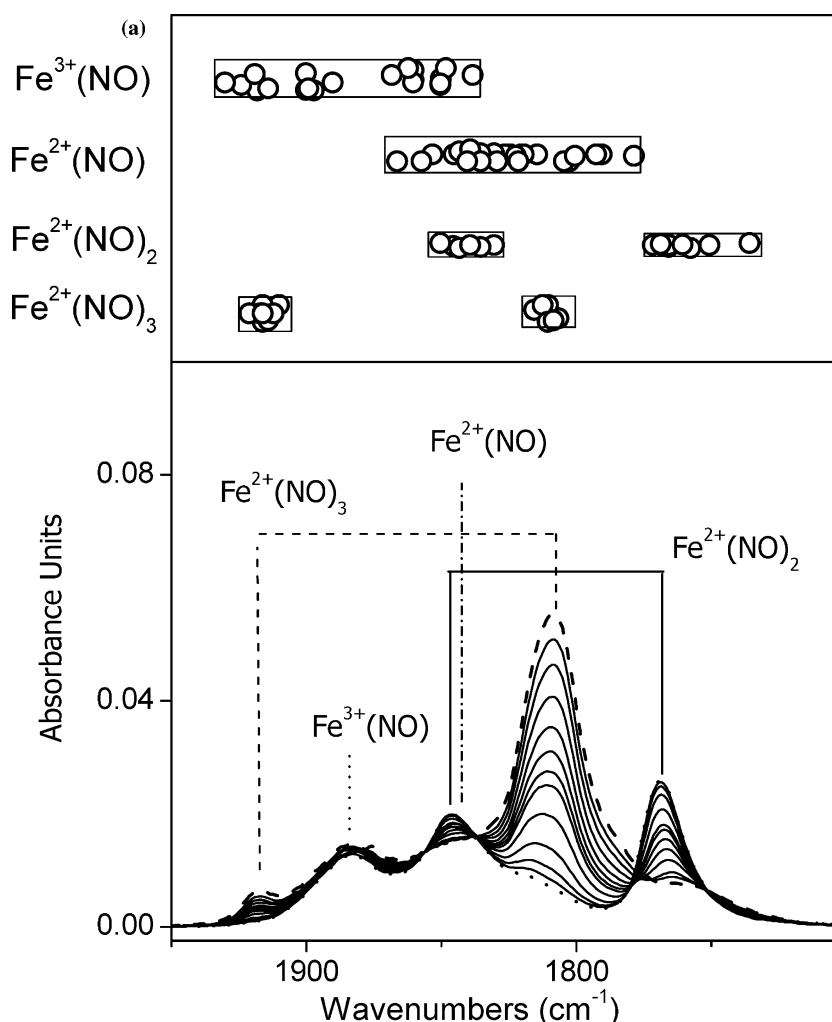 (a)
Fe³⁺(NO)
Fe²⁺(NO)
Fe²⁺(NO)₂
Fe²⁺(NO)₃
Fe²⁺(NO)
0.08
Fe²⁺(NO)₃
Fe²⁺(NO)₂
Absorbance Units
0.04
Fe³⁺(NO)
0.00
1900 1800
Wavenumbers (cm⁻¹)